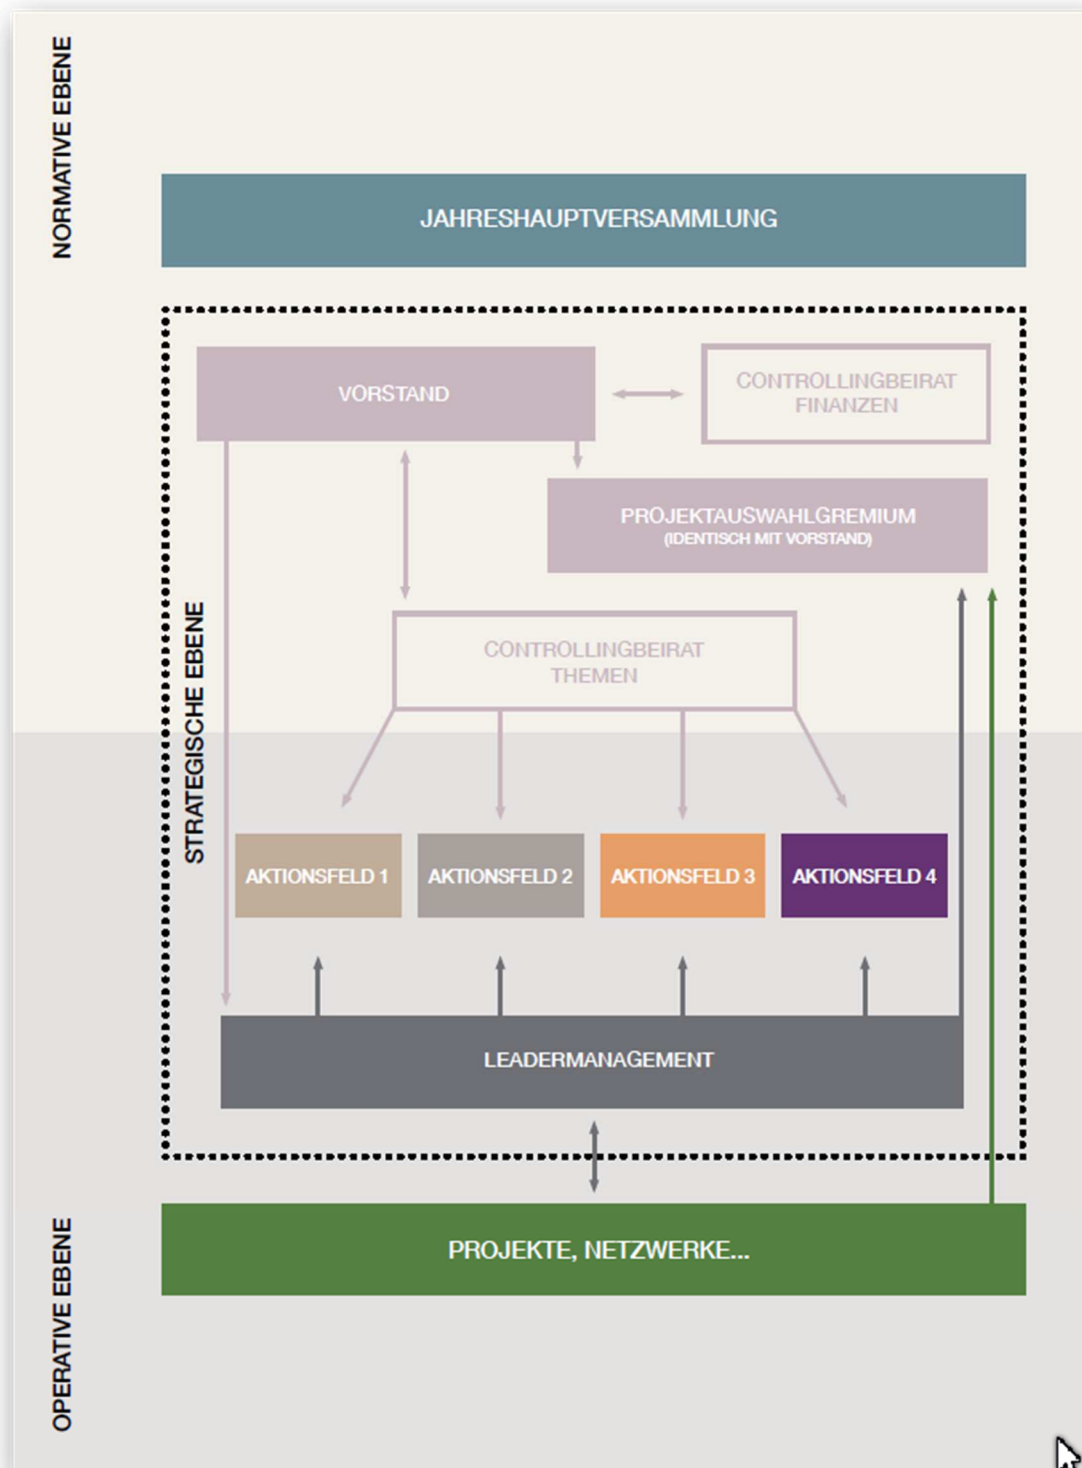 NORMATIVE EBENE
JAHRESHAUPTVERSAMMLUNG
VORSTAND
CONTROLLINGBEIRAT
FINANZEN
PROJEKTAUSWAHLGREMIUM
(IDENTISCH MIT VORSTAND)
STRATEGISCHE EBENE
CONTROLLINGBEIRAT
THEMEN
AKTIONSFELD 1
AKTIONSFELD 2
AKTIONSFELD 3
AKTIONSFELD 4
LEADERMANAGEMENT
OPERATIVE EBENE
PROJEKTE, NETZWERKE...